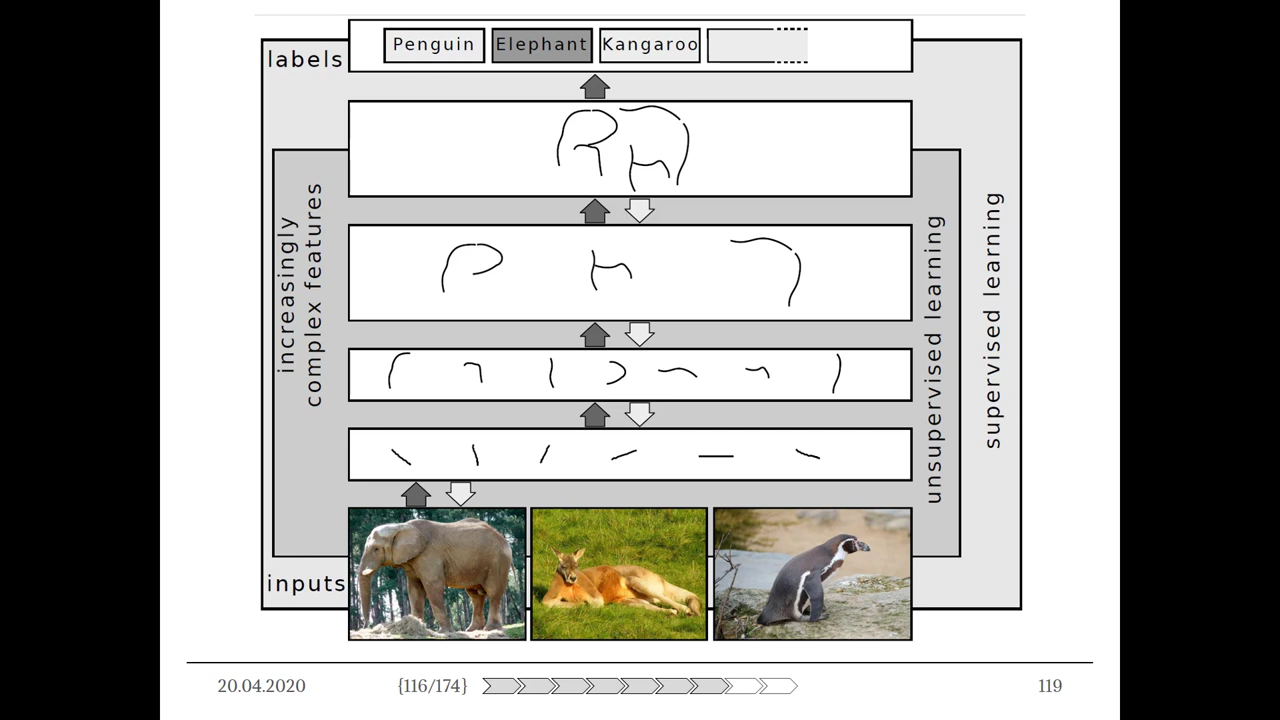 labels
Penguin
Elephant
Kangaroo
increasingly
complex features
unsupervised learning
supervised learning
inputs
20.04.2020
{116/174}
119